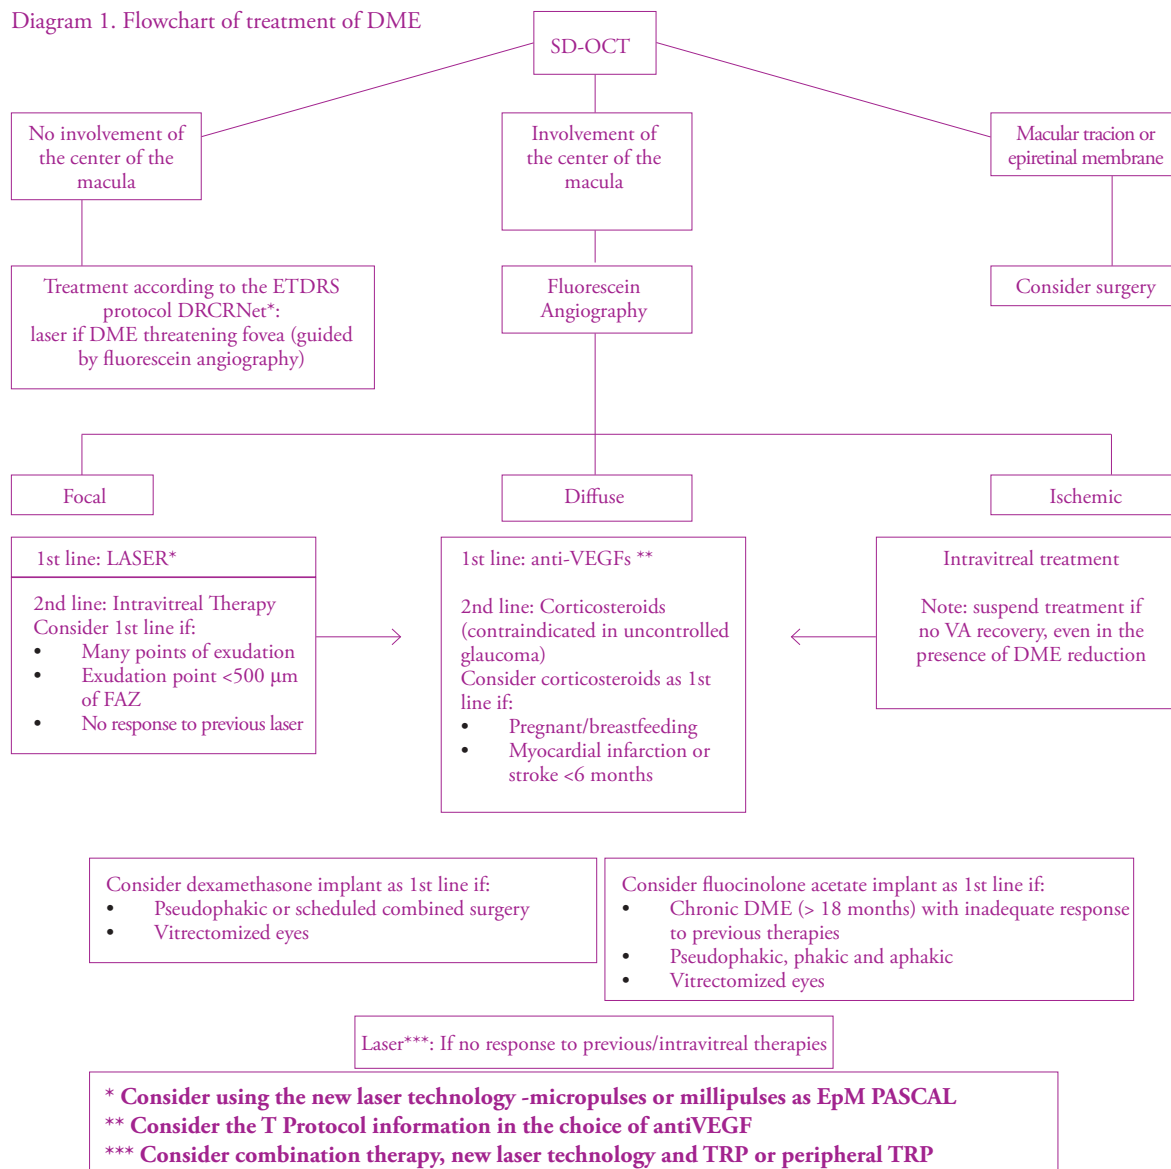 Diagram 1. Flowchart of treatment of DME
SD-OCT
No involvement of
the center of the
macula
Involvement of
the center of the
macula
Macular tracion or
epiretinal membrane
Treatment according to the ETDRS
protocol DRCRNet*:
laser if DME threatening fovea (guided
by fluorescein angiography)
Fluorescein
Angiography
Consider surgery
Focal
Diffuse
Ischemic
1st line: LASER*
2nd line: Intravitreal Therapy
Consider 1st line if:
• Many points of exudation
• Exudation point <500 μm
of FAZ
• No response to previous laser
1st line: anti-VEGFs **
2nd line: Corticosteroids
(contraindicated in uncontrolled
glaucoma)
Consider corticosteroids as 1st
line if:
• Pregnant/breastfeeding
• Myocardial infarction or
stroke <6 months
Intravitreal treatment
Note: suspend treatment if
no VA recovery, even in the
presence of DME reduction
Consider dexamethasone implant as 1st line if:
• Pseudophakic or scheduled combined surgery
• Vitrectomized eyes
Consider fluocinolone acetate implant as 1st line if:
• Chronic DME (> 18 months) with inadequate response
to previous therapies
• Pseudophakic, phakic and aphakic
• Vitrectomized eyes
Laser***: If no response to previous/intravitreal therapies
* Consider using the new laser technology -micropulses or millipulses as EpM PASCAL
** Consider the T Protocol information in the choice of antiVEGF
*** Consider combination therapy, new laser technology and TRP or peripheral TRP